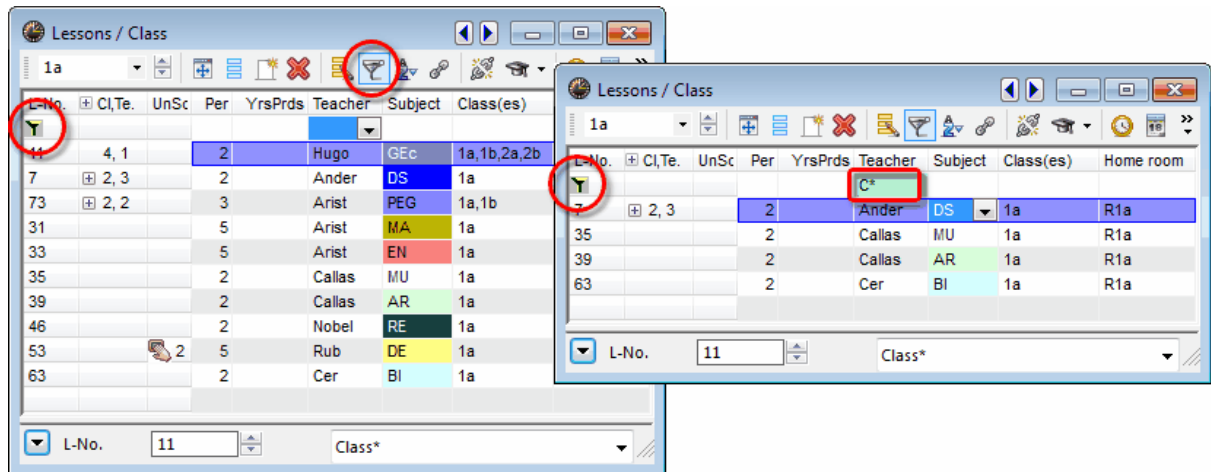 Lessons / Class
1a
L-No. Cl,Te. UnSc Per YrsPrds Teacher Subject Class(es)
11 4, 1 2 Hugo GEc 1a,1b,2a,2b
7 2, 3 2 Ander DS 1a
73 2, 2 3 Arist PEG 1a,1b
31 5 Arist MA 1a
33 5 Arist EN 1a
35 2 Callas MU 1a
39 2 Callas AR 1a
46 2 Nobel RE 1a
53 2 5 Rub DE 1a
63 2 Cer BI 1a
L-No. 11 Class*
Lessons / Class
1a
L-No. Cl,Te. UnSc Per YrsPrds Teacher Subject Class(es) Home room
C*
7 2, 3 2 Ander DS 1a R1a
35 2 Callas MU 1a R1a
39 2 Callas AR 1a R1a
63 2 Cer BI 1a R1a
L-No. 11 Class*